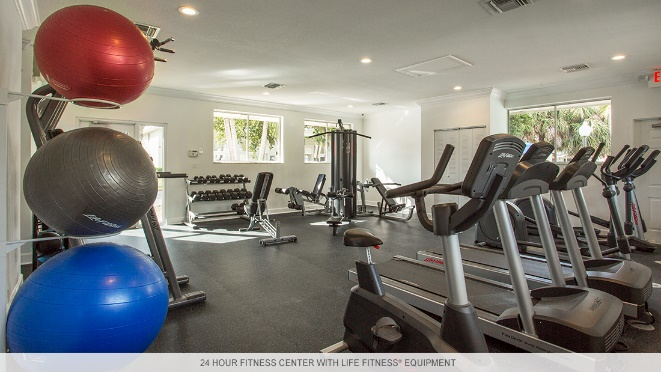 E
24 HOUR FITNESS CENTER WITH LIFE FITNESS® EQUIPMENT